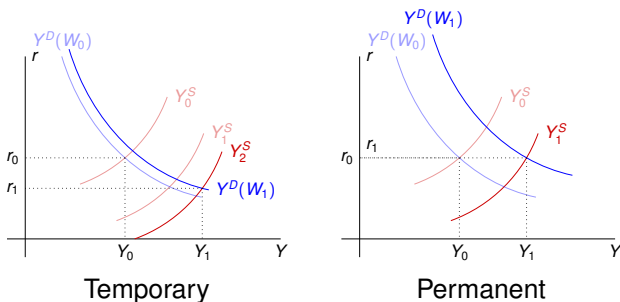 Y^D(W_0)
r
Y_0^S
Y_1^S
Y_2^S
r_0
r_1
Y^D(W_1)
Y_0
Y_1
Y
Temporary
Y^D(W_1)
Y^D(W_0)
r
Y_0^S
Y_1^S
r_1
r_0
Y_0
Y_1
Y
Permanent